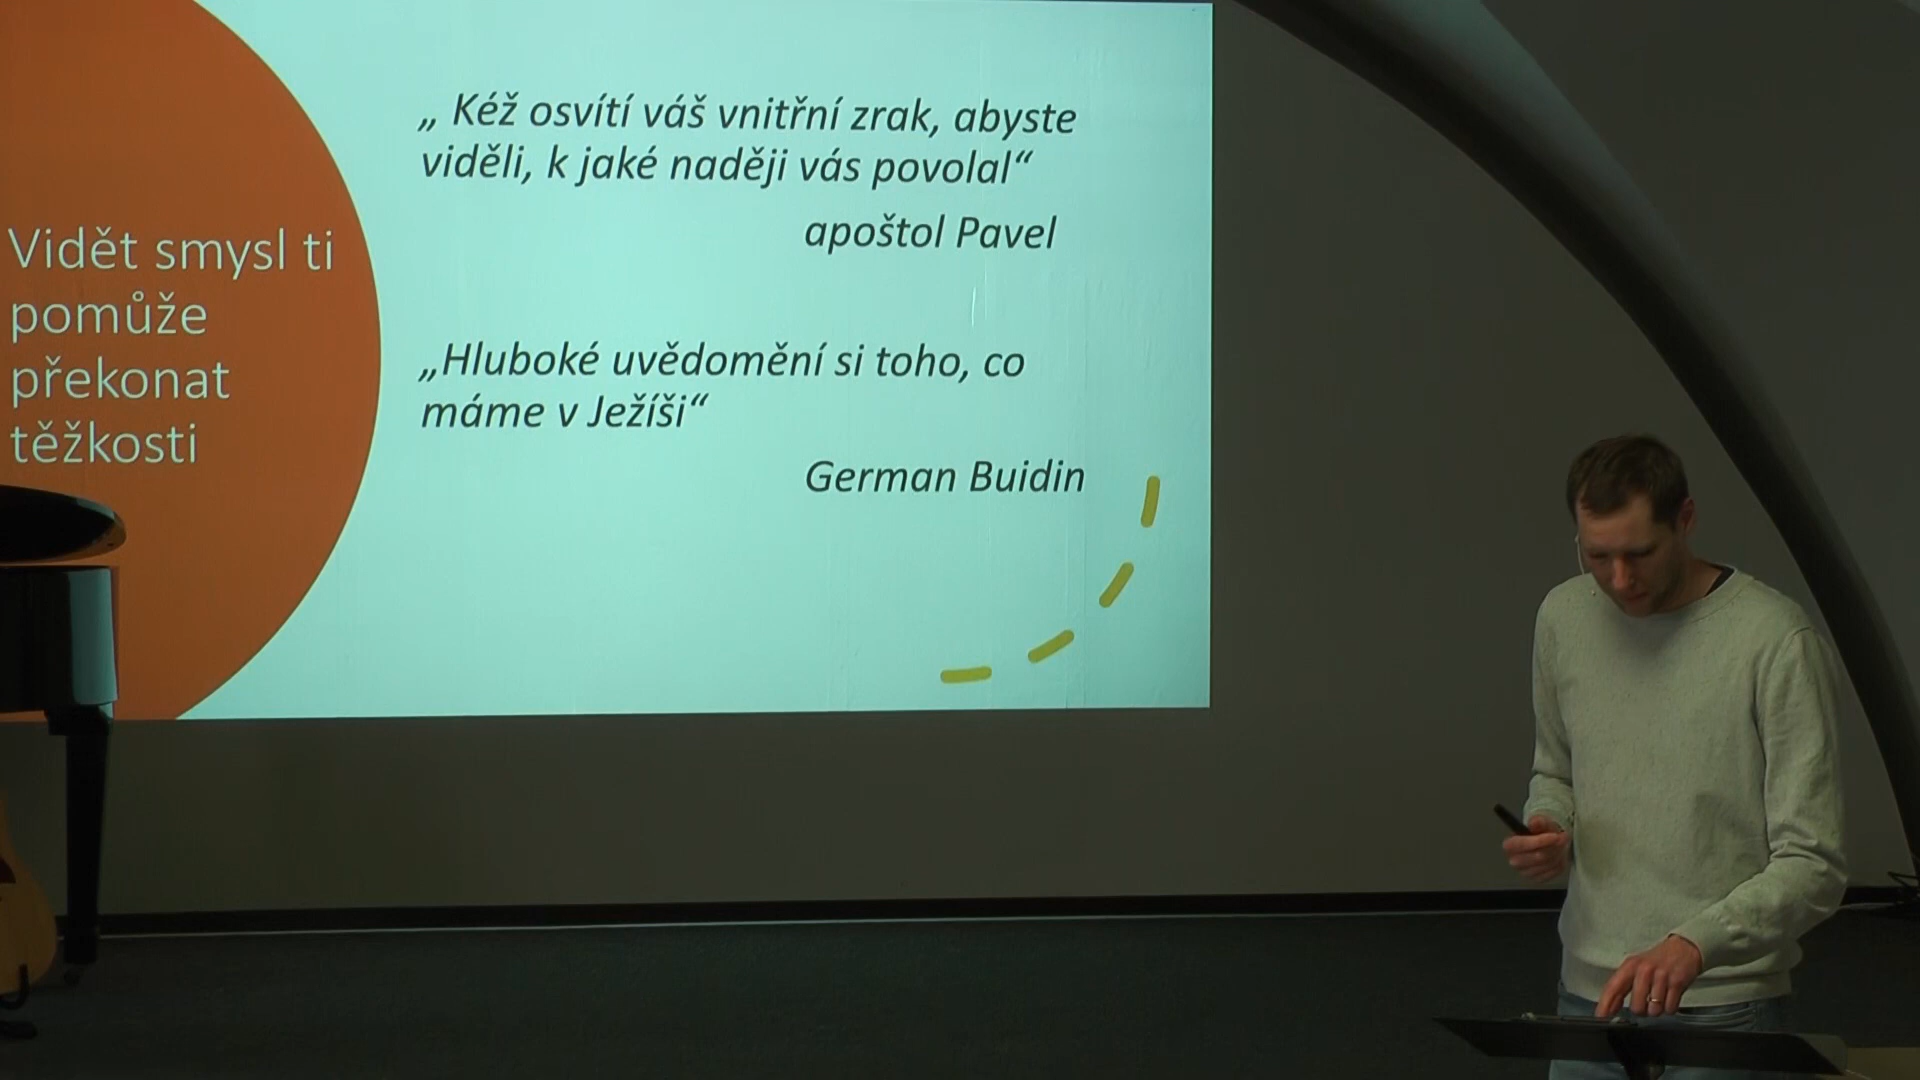 Vidět smysl ti
pomůže
překonat
těžkosti
„ Kéž osvítí váš vnitřní zrak, abyste
viděli, k jaké naději vás povolal“
apoštol Pavel
„Hluboké uvědomění si toho, co
máme v Ježíši“
German Buidin